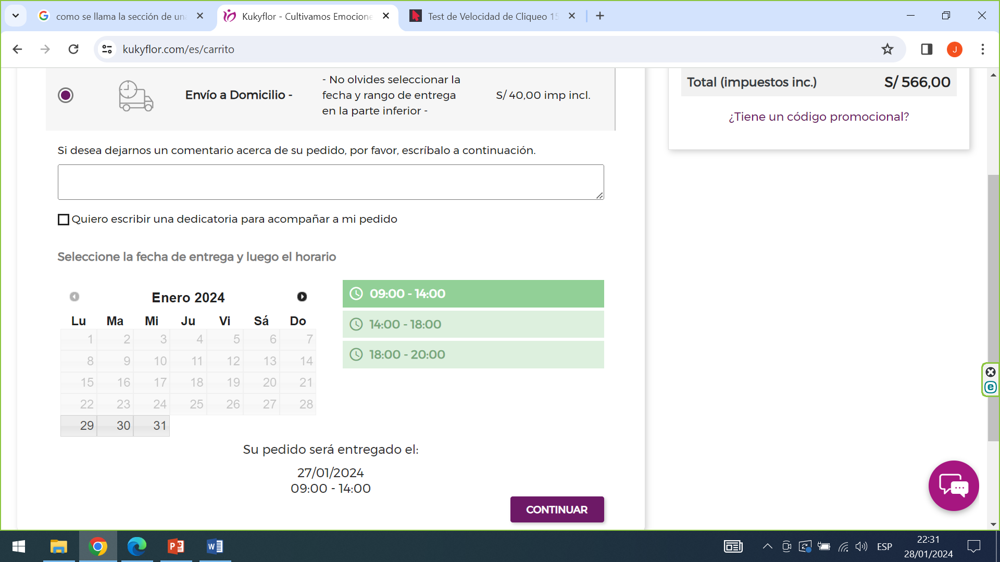 como se llama la sección de un
Kukyflor - Cultivamos Emocione
Test de Velocidad de Cliqueo 15
kukyflor.com/es/carrito
J
Envío a Domicilio -
- No olvides seleccionar la
fecha y rango de entrega
en la parte inferior -
S/ 40,00 imp incl.
Total (impuestos inc.)
S/ 566,00
¿Tiene un código promocional?
Si desea dejarnos un comentario acerca de su pedido, por favor, escríbalo a continuación.
Quiero escribir una dedicatoria para acompañar a mi pedido
Seleccione la fecha de entrega y luego el horario
Enero 2024
Lu Ma Mi Ju Vi Sá Do
1 2 3 4 5 6 7
8 9 10 11 12 13 14
15 16 17 18 19 20 21
22 23 24 25 26 27 28
29 30 31
09:00 - 14:00
14:00 - 18:00
18:00 - 20:00
Su pedido será entregado el:
27/01/2024
09:00 - 14:00
CONTINUAR
e
P
W
ESP
22:31
28/01/2024